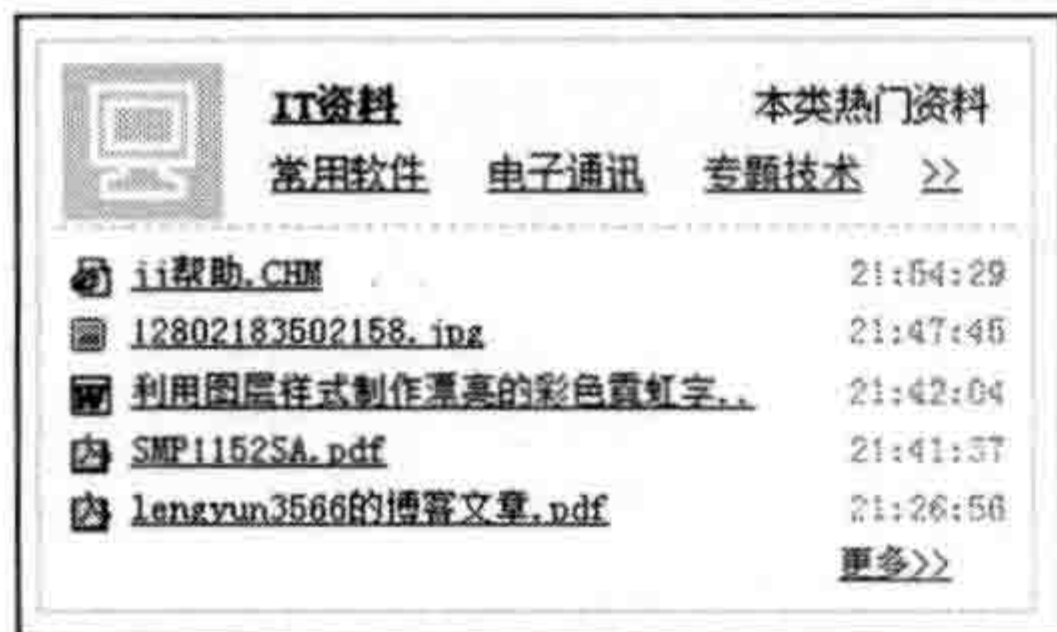 IT资料 本类热门资料
常用软件 电子通讯 专题技术 >>
ii帮助.CHM 21:54:29
12802183502158.jpg 21:47:45
利用图层样式制作漂亮的彩色霓虹字.. 21:42:04
SMP1152SA.pdf 21:41:37
lengyun3566的博客文章.pdf 21:26:56
更多>>